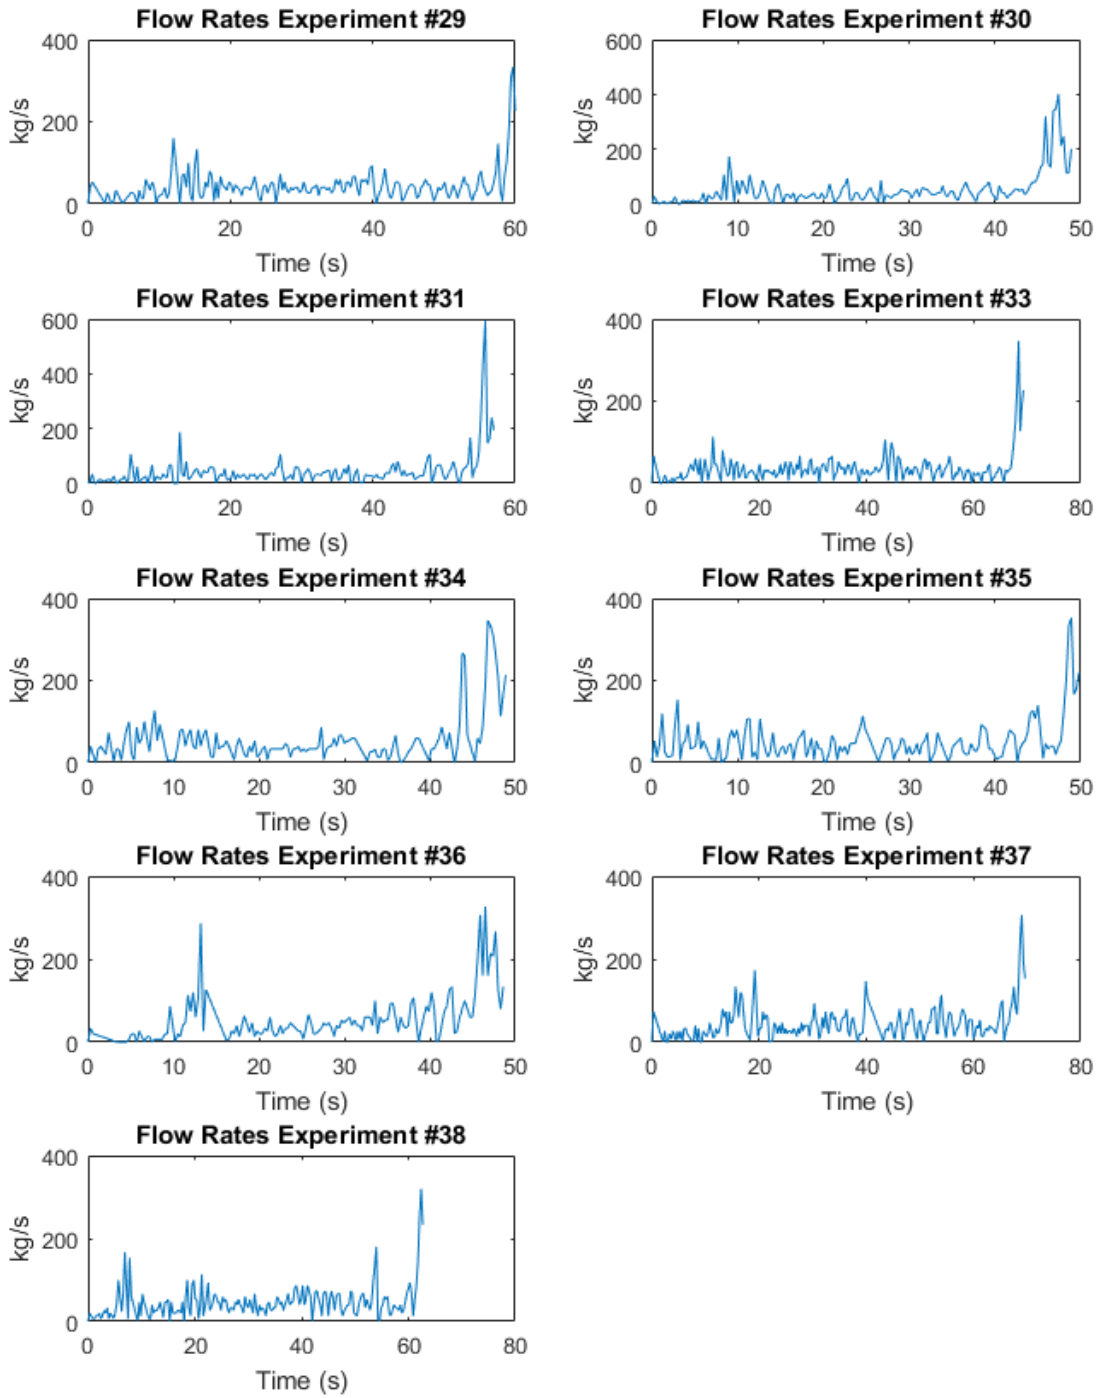 Flow Rates Experiment #29
400
200
0
kg/s
0 20 40 60
Time (s)
Flow Rates Experiment #30
600
400
200
0
kg/s
0 10 20 30 40 50
Time (s)
Flow Rates Experiment #31
600
400
200
0
kg/s
0 20 40 60
Time (s)
Flow Rates Experiment #33
400
200
0
kg/s
0 20 40 60 80
Time (s)
Flow Rates Experiment #34
400
200
0
kg/s
0 10 20 30 40 50
Time (s)
Flow Rates Experiment #35
400
200
0
kg/s
0 10 20 30 40 50
Time (s)
Flow Rates Experiment #36
400
200
0
kg/s
0 10 20 30 40 50
Time (s)
Flow Rates Experiment #37
400
200
0
kg/s
0 20 40 60 80
Time (s)
Flow Rates Experiment #38
400
200
0
kg/s
0 20 40 60 80
Time (s)